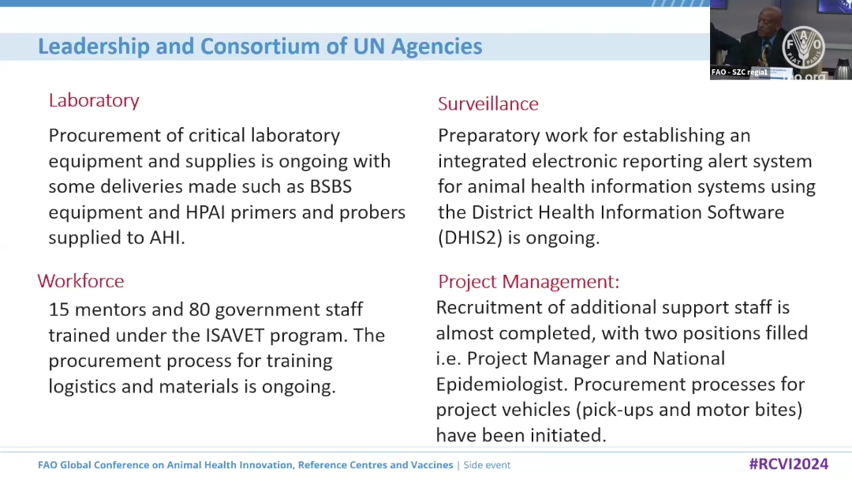 Leadership and Consortium of UN Agencies
FAO - SZC regia1
FAO
FIAT PANIS
fao.org
Laboratory
Procurement of critical laboratory
equipment and supplies is ongoing with
some deliveries made such as BSBS
equipment and HPAI primers and probers
supplied to AHI.
Surveillance
Preparatory work for establishing an
integrated electronic reporting alert system
for animal health information systems using
the District Health Information Software
(DHIS2) is ongoing.
Workforce
15 mentors and 80 government staff
trained under the ISAVET program. The
procurement process for training
logistics and materials is ongoing.
Project Management:
Recruitment of additional support staff is
almost completed, with two positions filled
i.e. Project Manager and National
Epidemiologist. Procurement processes for
project vehicles (pick-ups and motor bites)
have been initiated.
FAO Global Conference on Animal Health Innovation, Reference Centres and Vaccines | Side event
#RCVI2024